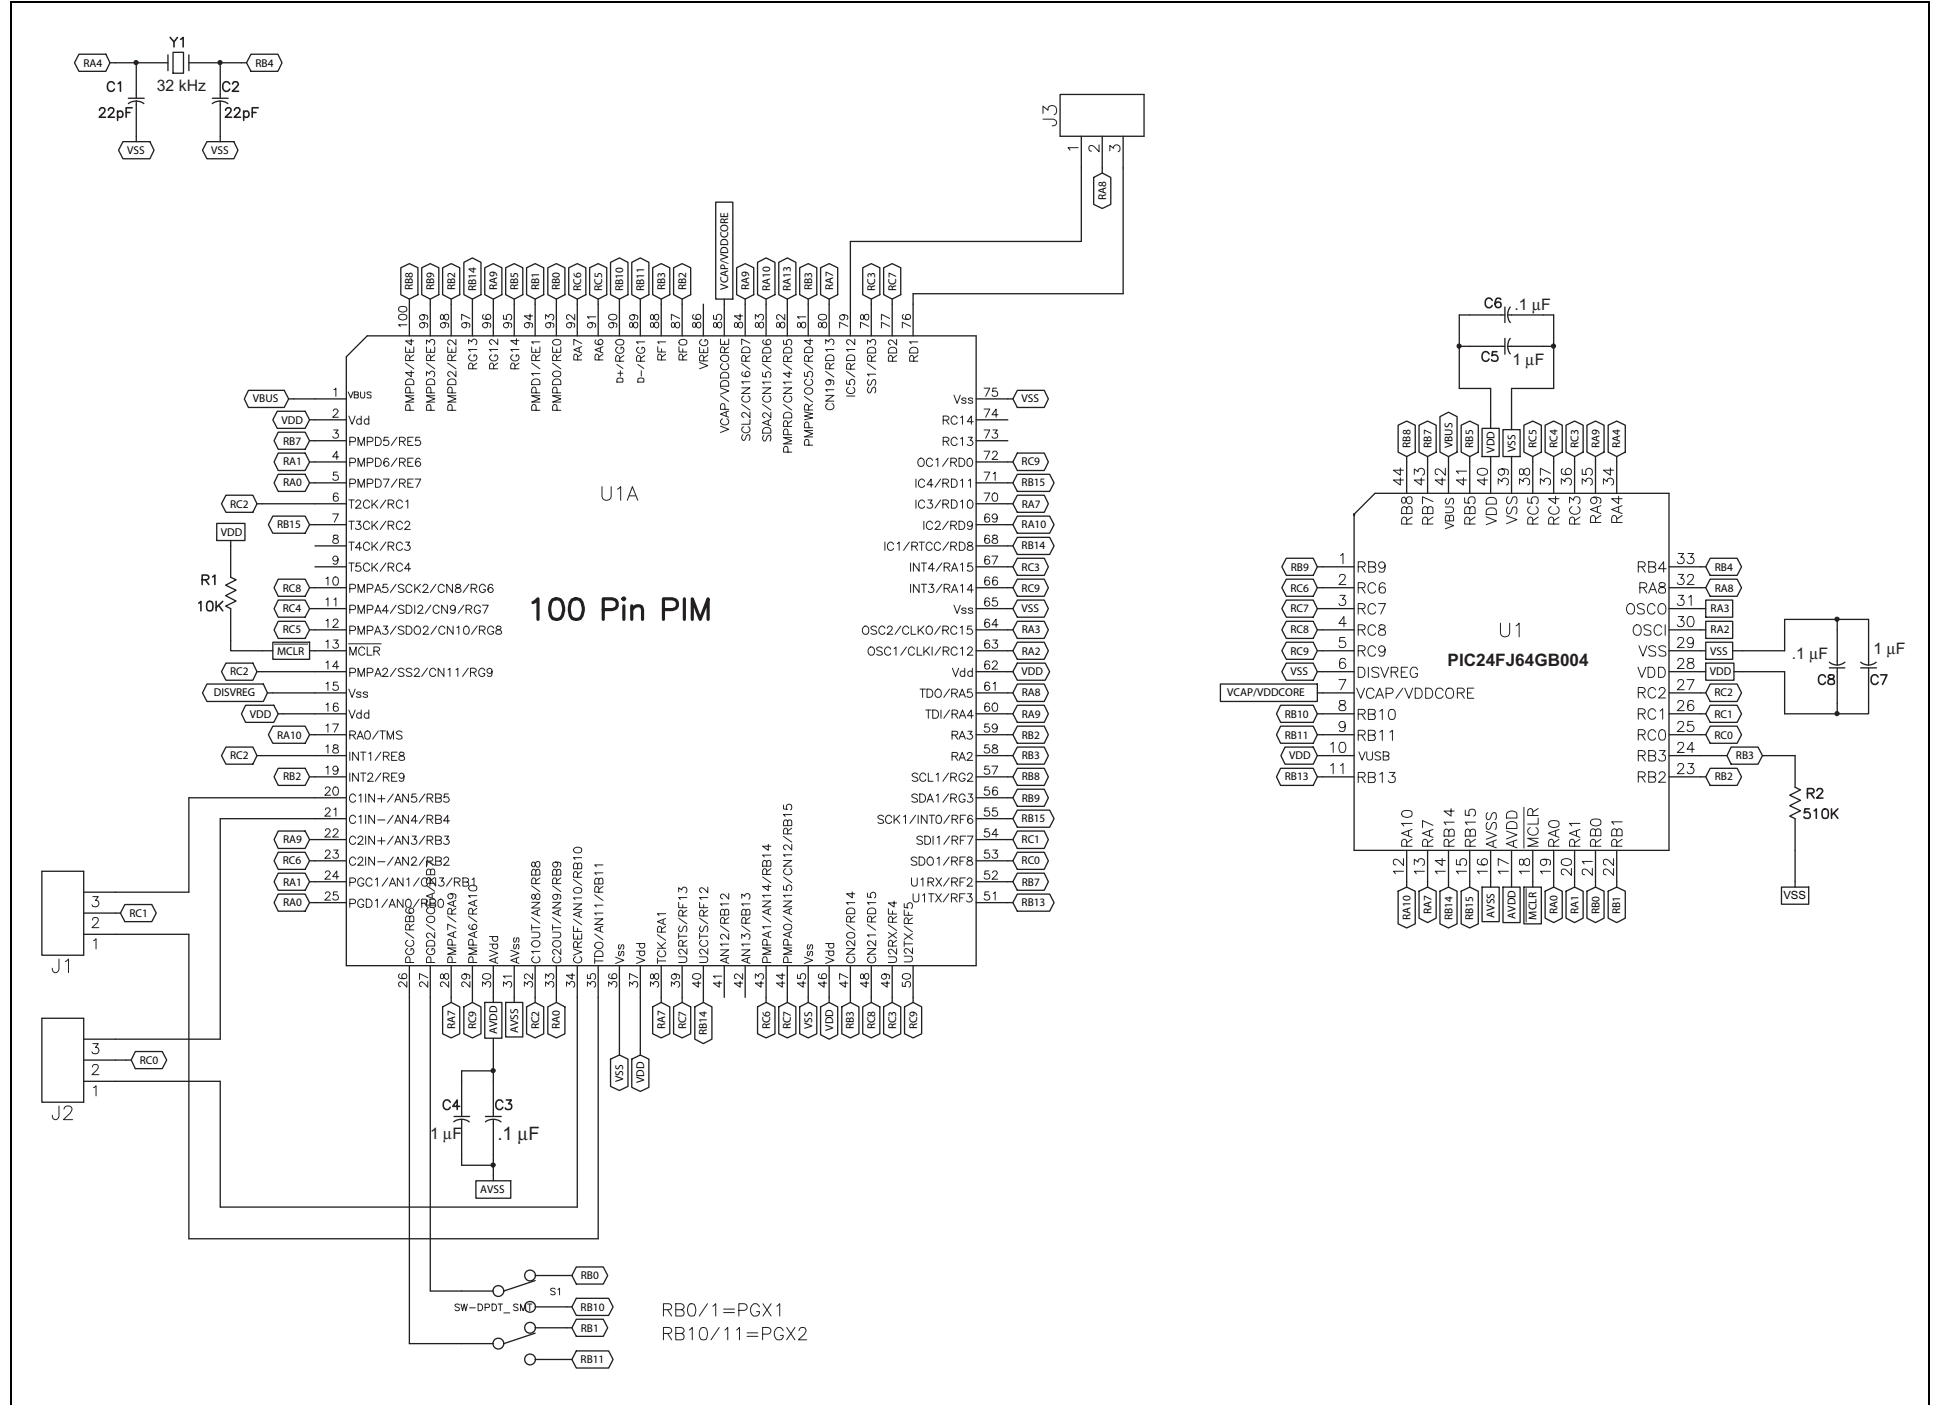 Y1
RA4
RB4
C1
32 kHz
C2
22pF
22pF
VSS
VSS
J3
1
2
3
RA8
RB8
RB9
RB2
RB14
RA9
RB5
RB1
RB0
RC6
RC5
RB10
RB11
RB3
RB2
VCAP/VDDCORE
RA9
RA10
RA13
RB3
RA7
RC3
RC7
100
99
98
97
96
95
94
93
92
91
90
89
88
87
86
85
84
83
82
81
80
79
78
77
76
PMPD4/RE4
PMPD3/RE3
PMPD2/RE2
RG13
RG12
RG14
PMPD1/RE1
PMPD0/RE0
RA7
RA6
D+/RG0
D-/RG1
RF1
RF0
VREG
VCAP/VDDCORE
SCL2/CN16/RD7
SDA2/CN15/RD6
PMPRD/CN14/RD5
PMPWR/OC5/RD4
CN19/RD13
IC5/RD12
SS1/RD3
RD2
RD1
VBUS 1 VBUS
VDD 2 Vdd
RB7 3 PMPD5/RE5
RA1 4 PMPD6/RE6
RA0 5 PMPD7/RE7
RC2 6 T2CK/RC1
RB15 7 T3CK/RC2
8 T4CK/RC3
9 T5CK/RC4
RC8 10 PMPA5/SCK2/CN8/RG6
RC4 11 PMPA4/SDI2/CN9/RG7
RC5 12 PMPA3/SDO2/CN10/RG8
MCLR 13 MCLR
RC2 14 PMPA2/SS2/CN11/RG9
DISVREG 15 Vss
VDD 16 Vdd
RA10 17 RA0/TMS
RC2 18 INT1/RE8
RB2 19 INT2/RE9
20 C1IN+/AN5/RB5
21 C1IN-/AN4/RB4
RA9 22 C2IN+/AN3/RB3
RC6 23 C2IN-/AN2/RB2
RA1 24 PGC1/AN1/CN3/RB1
RA0 25 PGD1/AN0/RB0
VDD
R1
10K
U1A
100 Pin PIM
Vss 75 VSS
RC14 74
RC13 73
OC1/RD0 72 RC9
IC4/RD11 71 RB15
IC3/RD10 70 RA7
IC2/RD9 69 RA10
IC1/RTCC/RD8 68 RB14
INT4/RA15 67 RC3
INT3/RA14 66 RC9
Vss 65 VSS
OSC2/CLKO/RC15 64 RA3
OSC1/CLKI/RC12 63 RA2
Vdd 62 VDD
TDO/RA5 61 RA8
TDI/RA4 60 RA9
RA3 59 RB2
RA2 58 RB3
SCL1/RG2 57 RB8
SDA1/RG3 56 RB9
SCK1/INT0/RF6 55 RB15
SDI1/RF7 54 RC1
SDO1/RF8 53 RC0
U1RX/RF2 52 RB7
U1TX/RF3 51 RB13
PGC/RB6
PMPA7/RA9
PMPA6/RA10
AVdd
AVss
C1OUT/AN8/RB8
C2OUT/AN9/RB9
CVREF/AN10/RB10
TDO/AN11/RB11
Vss
Vdd
TCK/RA1
U2RTS/RF13
U2CTS/RF12
AN12/RB12
AN13/RB13
PMPA1/AN14/RB14
PMPA0/AN15/CN12/RB15
Vss
Vdd
CN20/RD14
CN21/RD15
U2RX/RF4
U2TX/RF5
26
27
28
29
30
31
32
33
34
35
36
37
38
39
40
41
42
43
44
45
46
47
48
49
50
RA7
RC9
AVDD
AVSS
RC2
RA0
VSS
VDD
RA7
RC7
RB14
RC6
RC7
VSS
VDD
RB3
RC8
RC3
RC9
3
RC1
2
1
J1
3
RC0
2
1
J2
C4
C3
1 µF
.1 µF
AVSS
RB0
S1
SW-DPDT_SMT
RB10
RB1
RB11
RB0/1=PGX1
RB10/11=PGX2
C6 .1 µF
C5 1 µF
RB8
RB7
VBUS
RB5
VDD
VSS
RC5
RC4
RC3
RA9
RA4
44
43
42
41
40
39
38
37
36
35
34
RB8
RB7
VBUS
RB5
VDD
VSS
RC5
RC4
RC3
RA9
RA4
RB9 1 RB9
RC6 2 RC6
RC7 3 RC7
RC8 4 RC8
RC9 5 RC9
VSS 6 DISVREG
VCAP/VDDCORE 7 VCAP/VDDCORE
RB10 8 RB10
RB11 9 RB11
VDD 10 VUSB
RB13 11 RB13
U1
PIC24FJ64GB004
RB4 33 RB4
RA8 32 RA8
OSCO 31 RA3
OSCI 30 RA2
VSS 29 VSS
VDD 28 VDD
RC2 27 RC2
RC1 26 RC1
RC0 25 RC0
RB3 24 RB3
RB2 23 RB2
.1 µF
1 µF
C8
C7
R2
510K
VSS
RA10
RA7
RB14
RB15
AVSS
AVDD
MCLR
RA0
RA1
RB0
RB1
12
13
14
15
16
17
18
19
20
21
22
RA10
RA7
RB14
RB15
AVSS
AVDD
MCLR
RA0
RA1
RB0
RB1